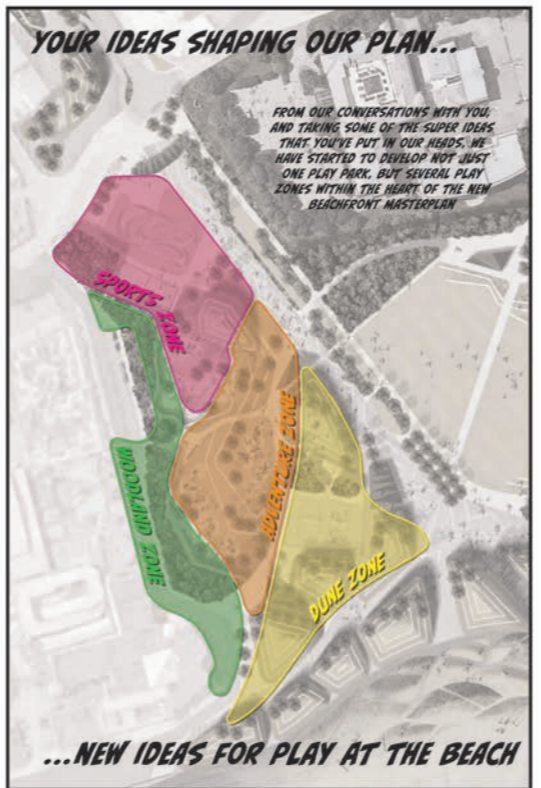 YOUR IDEAS SHAPING OUR PLAN...
FROM OUR CONVERSATIONS WITH YOU,
AND TAKING SOME OF THE SUPER IDEAS
THAT YOU'VE PUT IN OUR HEADS, WE
HAVE STARTED TO DEVELOP NOT JUST
ONE PLAY PARK, BUT SEVERAL PLAY
ZONES WITHIN THE HEART OF THE NEW
BEACHFRONT MASTERPLAN
SPORTS ZONE
ADVENTURE ZONE
WOODLAND ZONE
DUNE ZONE
...NEW IDEAS FOR PLAY AT THE BEACH